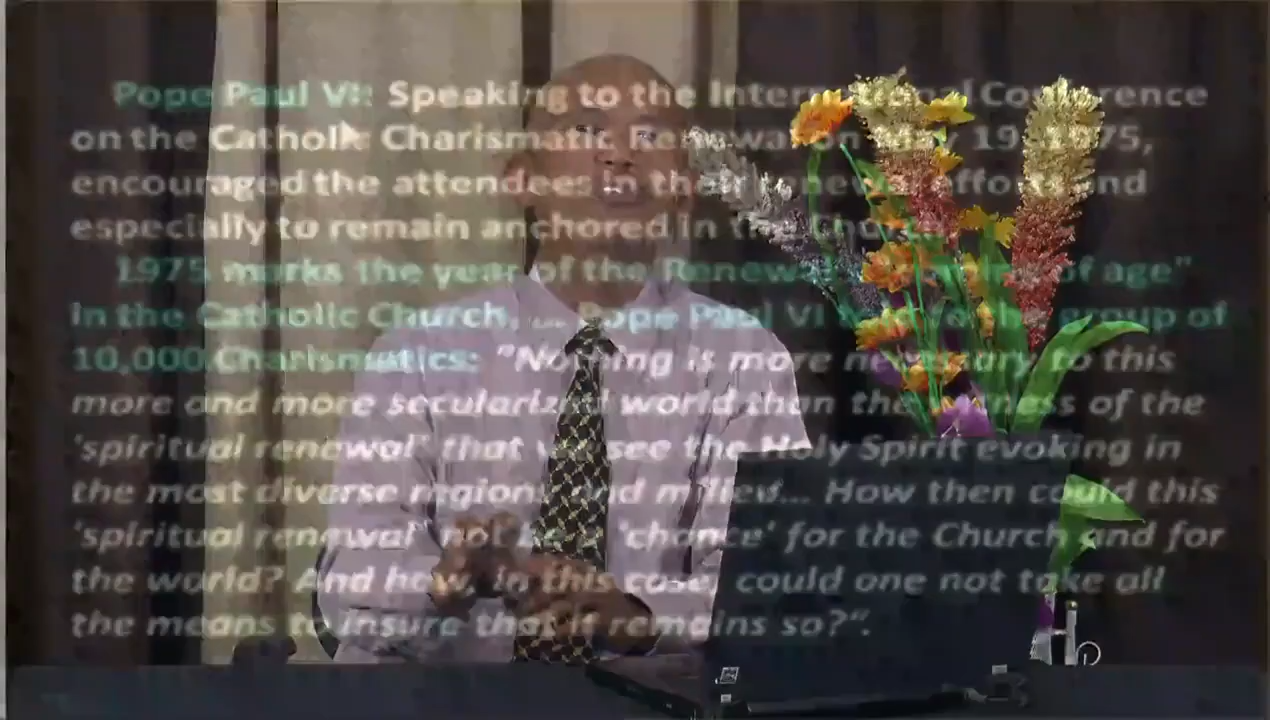 Pope Paul VI: Speaking to the International Conference
on the Catholic Charismatic Renewal on May 19, 1975,
encouraged the attendees in their renewal efforts and
especially to remain anchored in the Church.
1975 marks the year of the Renewal's "coming of age"
in the Catholic Church, ... Pope Paul VI told the group of
10,000 Charismatics: "Nothing is more necessary to this
more and more secularized world than the witness of the
'spiritual renewal' that we see the Holy Spirit evoking in
the most diverse regions and milieu... How then could this
'spiritual renewal' not be a 'chance' for the Church and for
the world? And how, in this case, could one not take all
the means to insure that it remains so?".